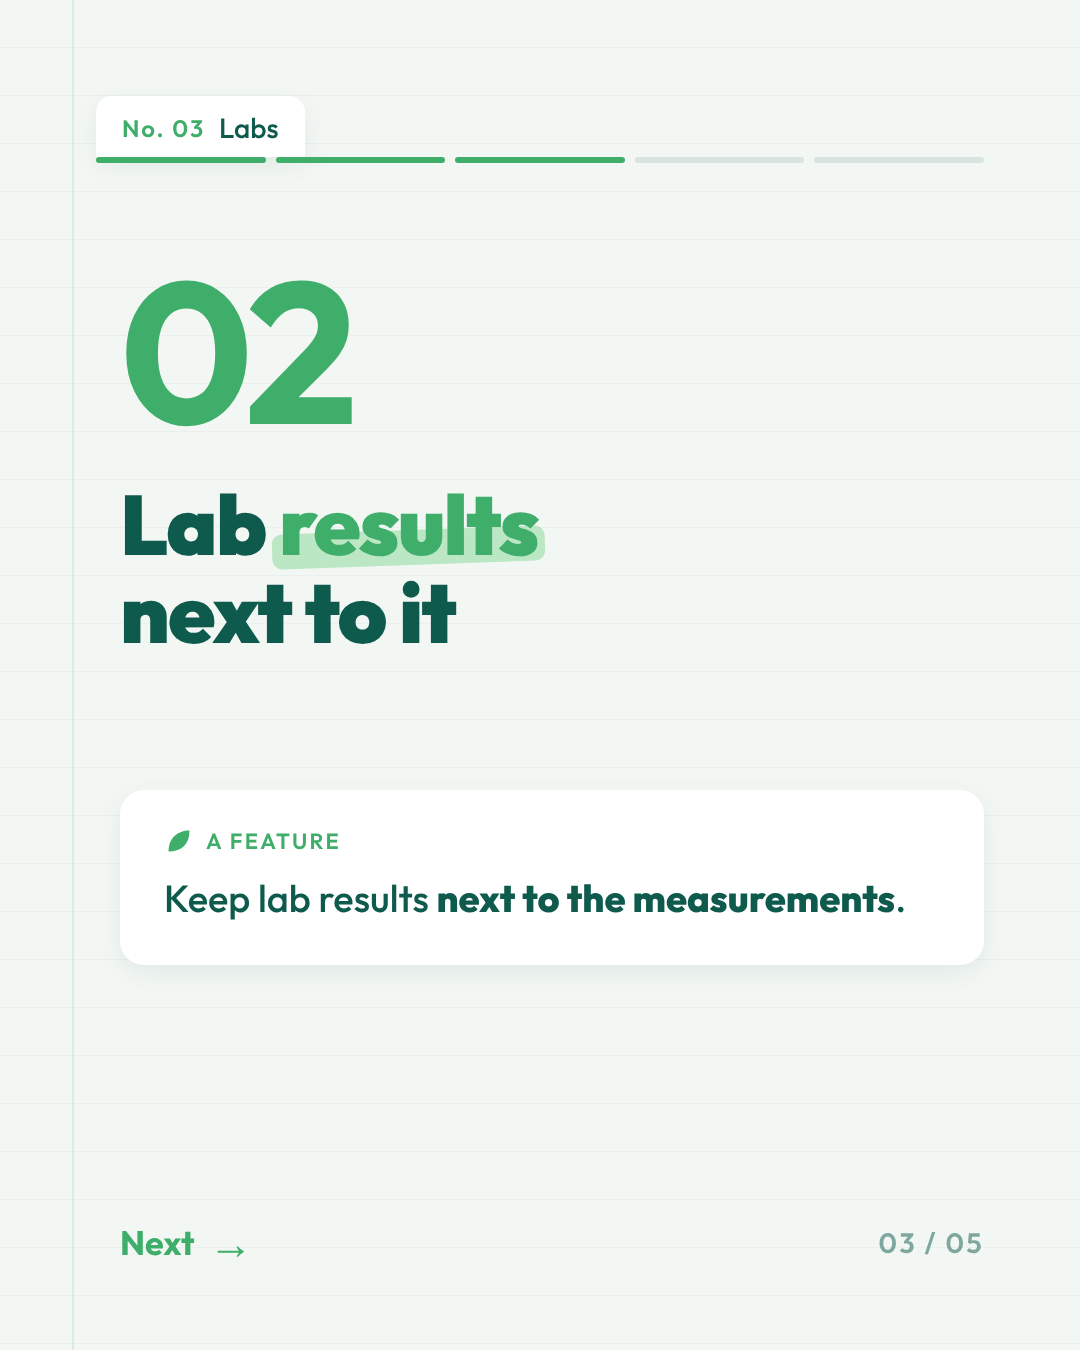 No. 03 Labs
02
Lab results
next to it
A FEATURE
Keep lab results next to the measurements.
Next →
03 / 05